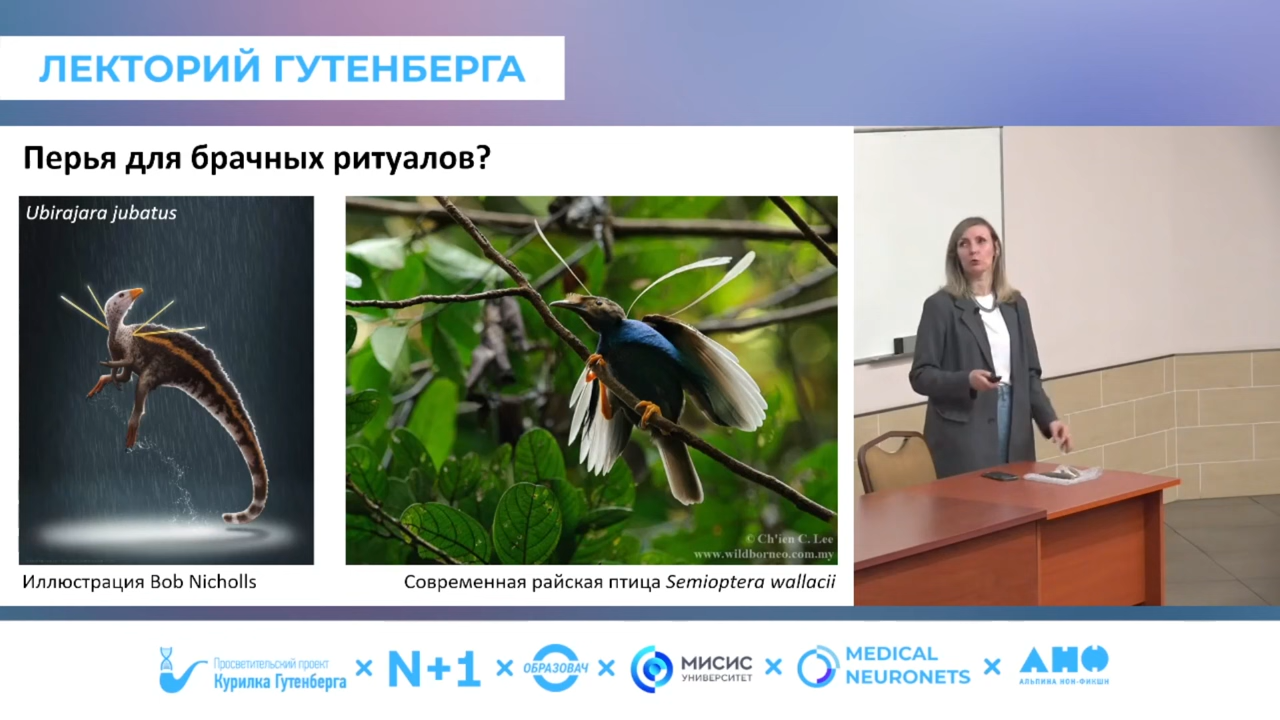 ЛЕКТОРИЙ ГУТЕНБЕРГА
Перья для брачных ритуалов?
Ubirajara jubatus
© Ch'ien C. Lee
www.wildborneo.com.my
Иллюстрация Bob Nicholls
Современная райская птица Semioptera wallacii
Просветительский проект
Курилка Гутенберга
×
N+1
×
ОБРАЗОВАЧ
×
МИСИС
УНИВЕРСИТЕТ
×
MEDICAL
NEURONETS
×
АНФ
АЛЬПИНА НОН-ФИКШН